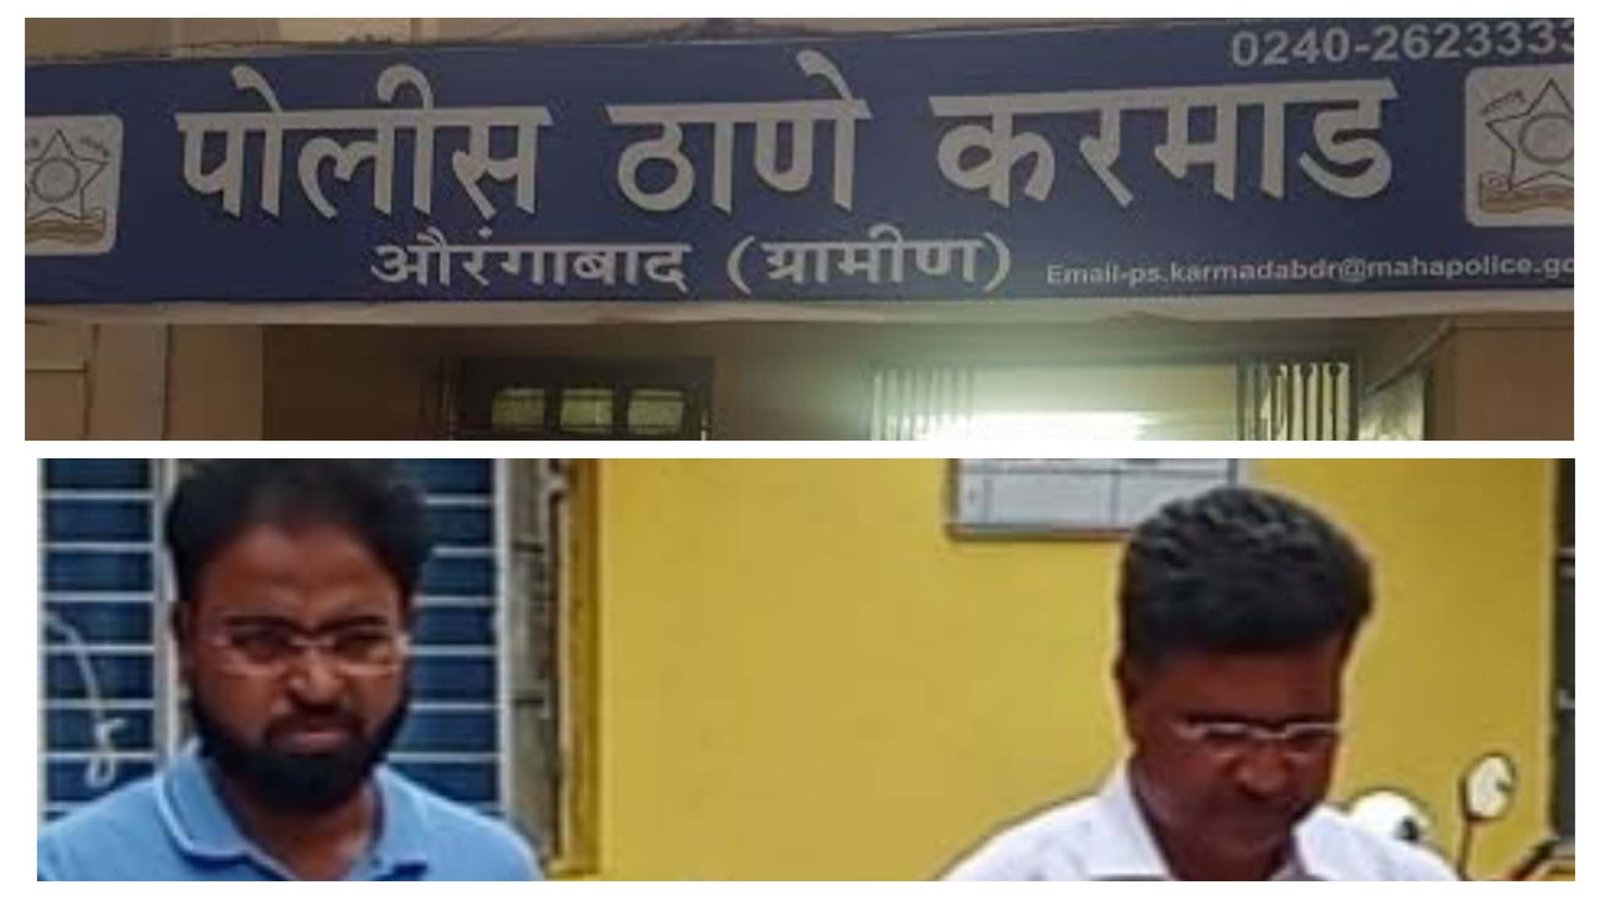 0240-2623333
पोलीस ठाणे करमाड
औरंगाबाद (ग्रामीण)
Email-ps.karmadabdr@mahapolice.go